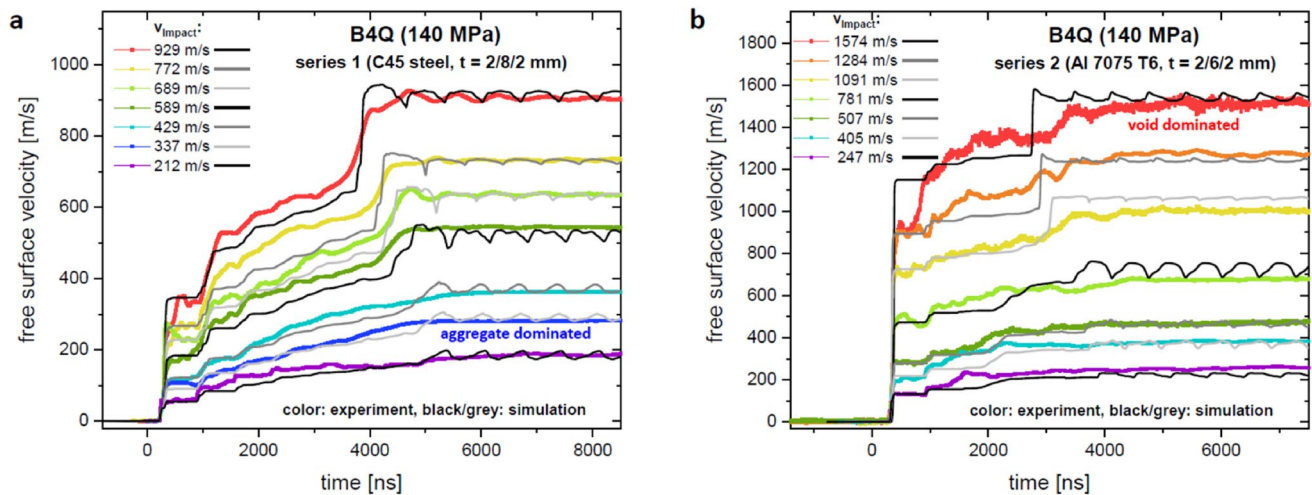 a
v_Impact:
929 m/s
772 m/s
689 m/s
589 m/s
429 m/s
337 m/s
212 m/s
B4Q (140 MPa)
series 1 (C45 steel, t = 2/8/2 mm)
aggregate dominated
color: experiment, black/grey: simulation
free surface velocity [m/s]
1000
800
600
400
200
0
0 2000 4000 6000 8000
time [ns]
b
v_Impact:
1574 m/s
1284 m/s
1091 m/s
781 m/s
507 m/s
405 m/s
247 m/s
B4Q (140 MPa)
series 2 (Al 7075 T6, t = 2/6/2 mm)
void dominated
color: experiment, black/grey: simulation
free surface velocity [m/s]
1800
1600
1400
1200
1000
800
600
400
200
0
0 2000 4000 6000
time [ns]